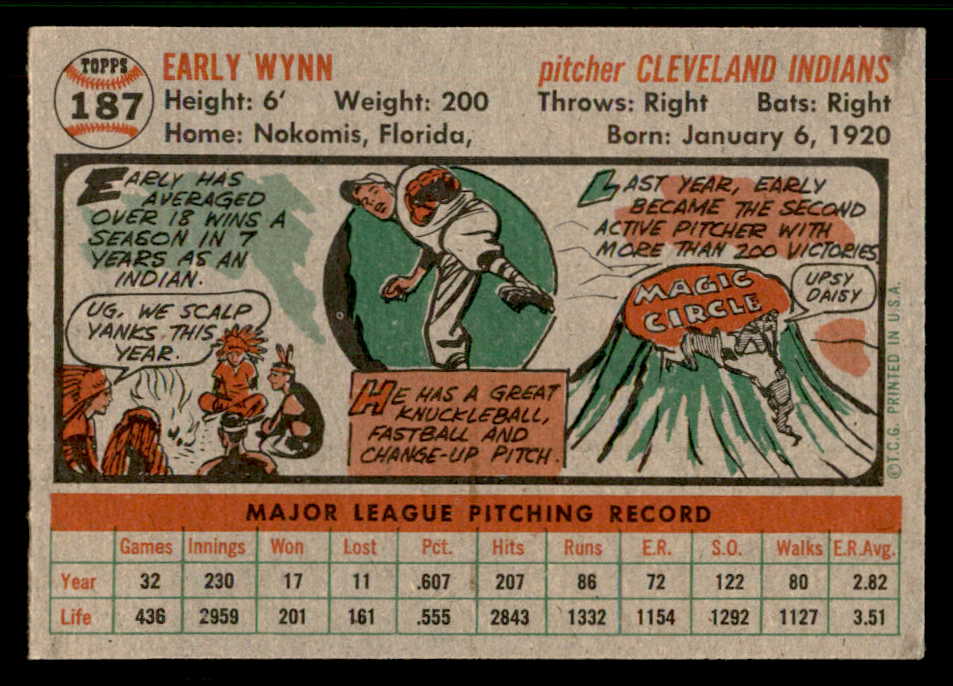 TOPPS
187
EARLY WYNN
pitcher CLEVELAND INDIANS
Height: 6' Weight: 200
Throws: Right Bats: Right
Home: Nokomis, Florida,
Born: January 6, 1920
EARLY HAS
AVERAGED
OVER 18 WINS A
SEASON IN 7
YEARS AS AN
INDIAN.
UG, WE SCALP
YANKS THIS
YEAR.
HE HAS A GREAT
KNUCKLEBALL,
FASTBALL AND
CHANGE-UP PITCH.
LAST YEAR, EARLY
BECAME THE SECOND
ACTIVE PITCHER WITH
MORE THAN 200 VICTORIES
MAGIC
CIRCLE
UPSY
DAISY
©T.C.G. PRINTED IN U.S.A.
MAJOR LEAGUE PITCHING RECORD
Games Innings Won Lost Pct. Hits Runs E.R. S.O. Walks E.R.Avg.
Year 32 230 17 11 .607 207 86 72 122 80 2.82
Life 436 2959 201 161 .555 2843 1332 1154 1292 1127 3.51